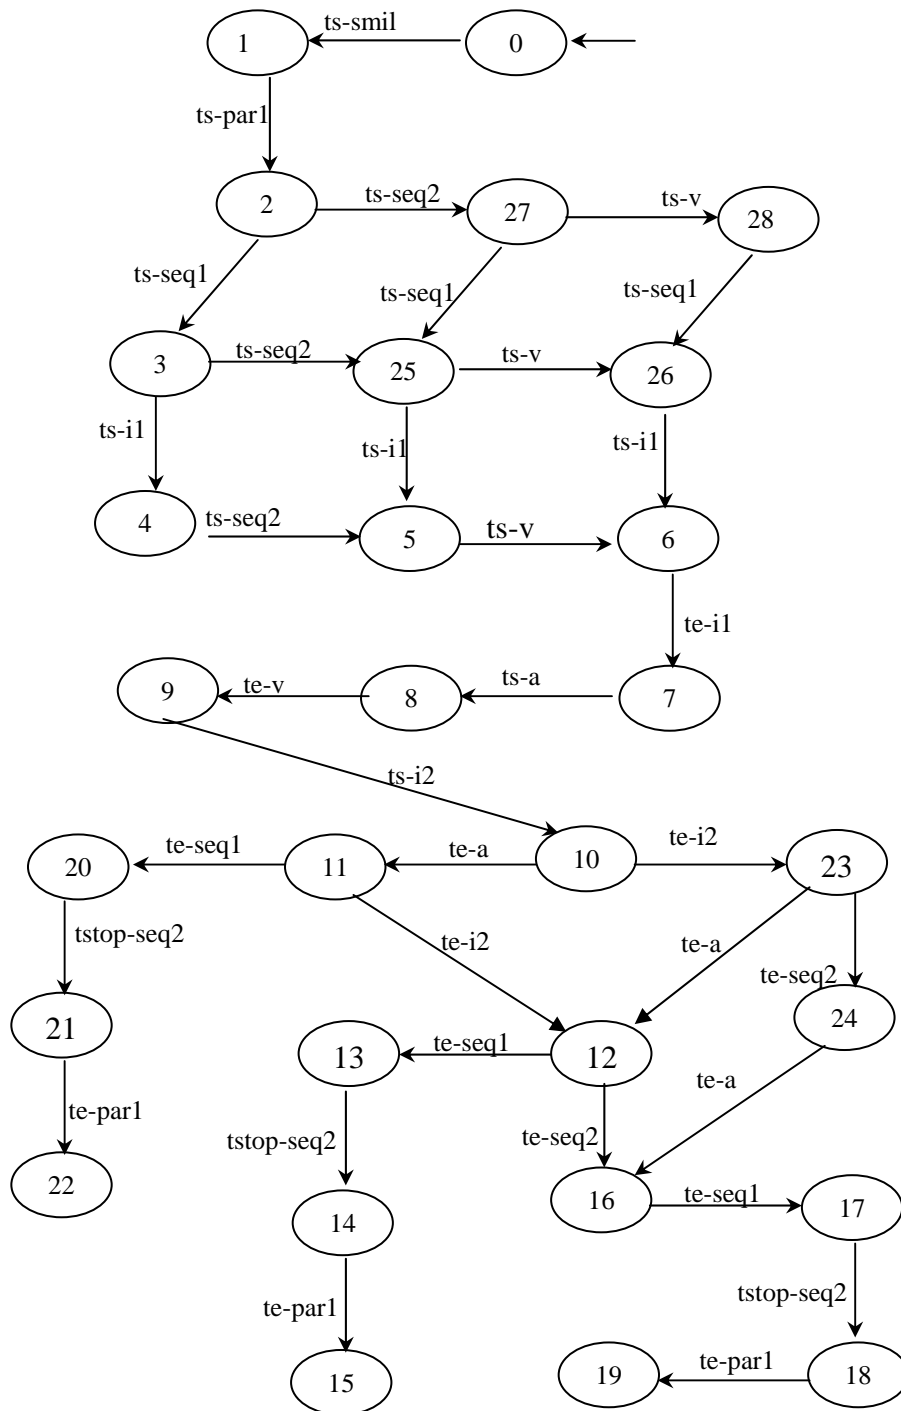 ts-smil
1
0
ts-par1
2
ts-seq2
27
ts-v
28
ts-seq1
ts-seq1
ts-seq1
3
ts-seq2
25
ts-v
26
ts-i1
ts-i1
ts-i1
4
ts-seq2
5
ts-v
6
te-i1
9
te-v
8
ts-a
7
ts-i2
20
te-seq1
11
te-a
10
te-i2
23
tstop-seq2
te-i2
te-a
te-seq2
21
13
te-seq1
12
24
te-par1
tstop-seq2
te-seq2
te-a
22
14
16
te-seq1
17
te-par1
tstop-seq2
15
19
te-par1
18